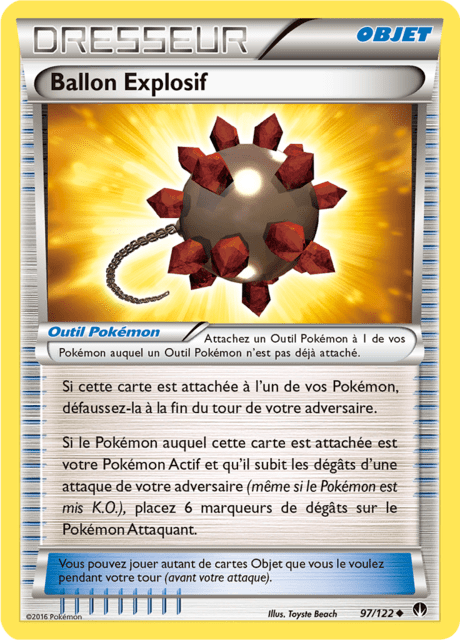 DRESSEUR
OBJET
Ballon Explosif
Outil Pokémon
Attachez un Outil Pokémon à 1 de vos
Pokémon auquel un Outil Pokémon n'est pas déjà attaché.
Si cette carte est attachée à l'un de vos Pokémon,
défaussez-la à la fin du tour de votre adversaire.
Si le Pokémon auquel cette carte est attachée est
votre Pokémon Actif et qu'il subit les dégâts d'une
attaque de votre adversaire (même si le Pokémon est
mis K.O.), placez 6 marqueurs de dégâts sur le
Pokémon Attaquant.
Vous pouvez jouer autant de cartes Objet que vous le voulez
pendant votre tour (avant votre attaque).
©2016 Pokémon
Illus. Toyste Beach
97/122